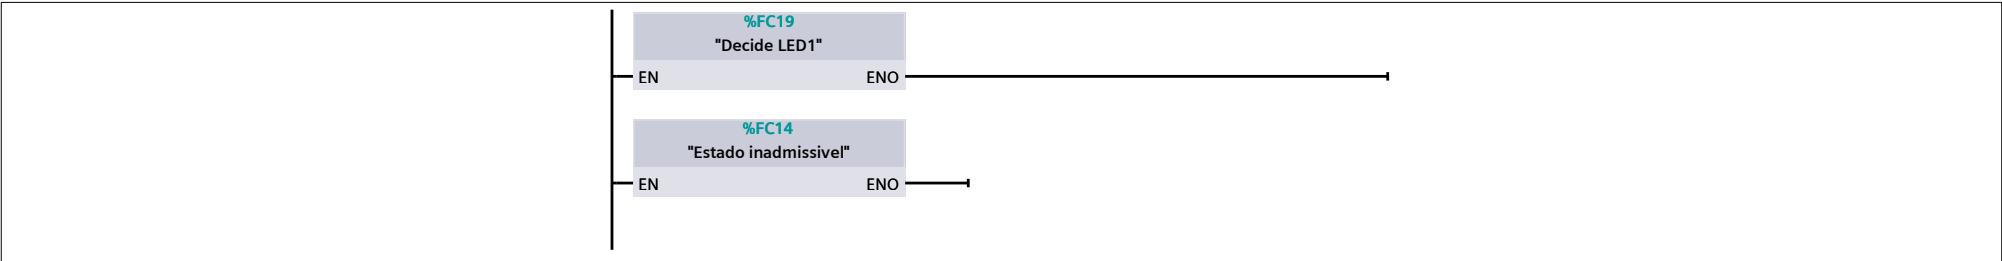 %FC19
"Decide LED1"
EN ENO
%FC14
"Estado inadmissivel"
EN ENO